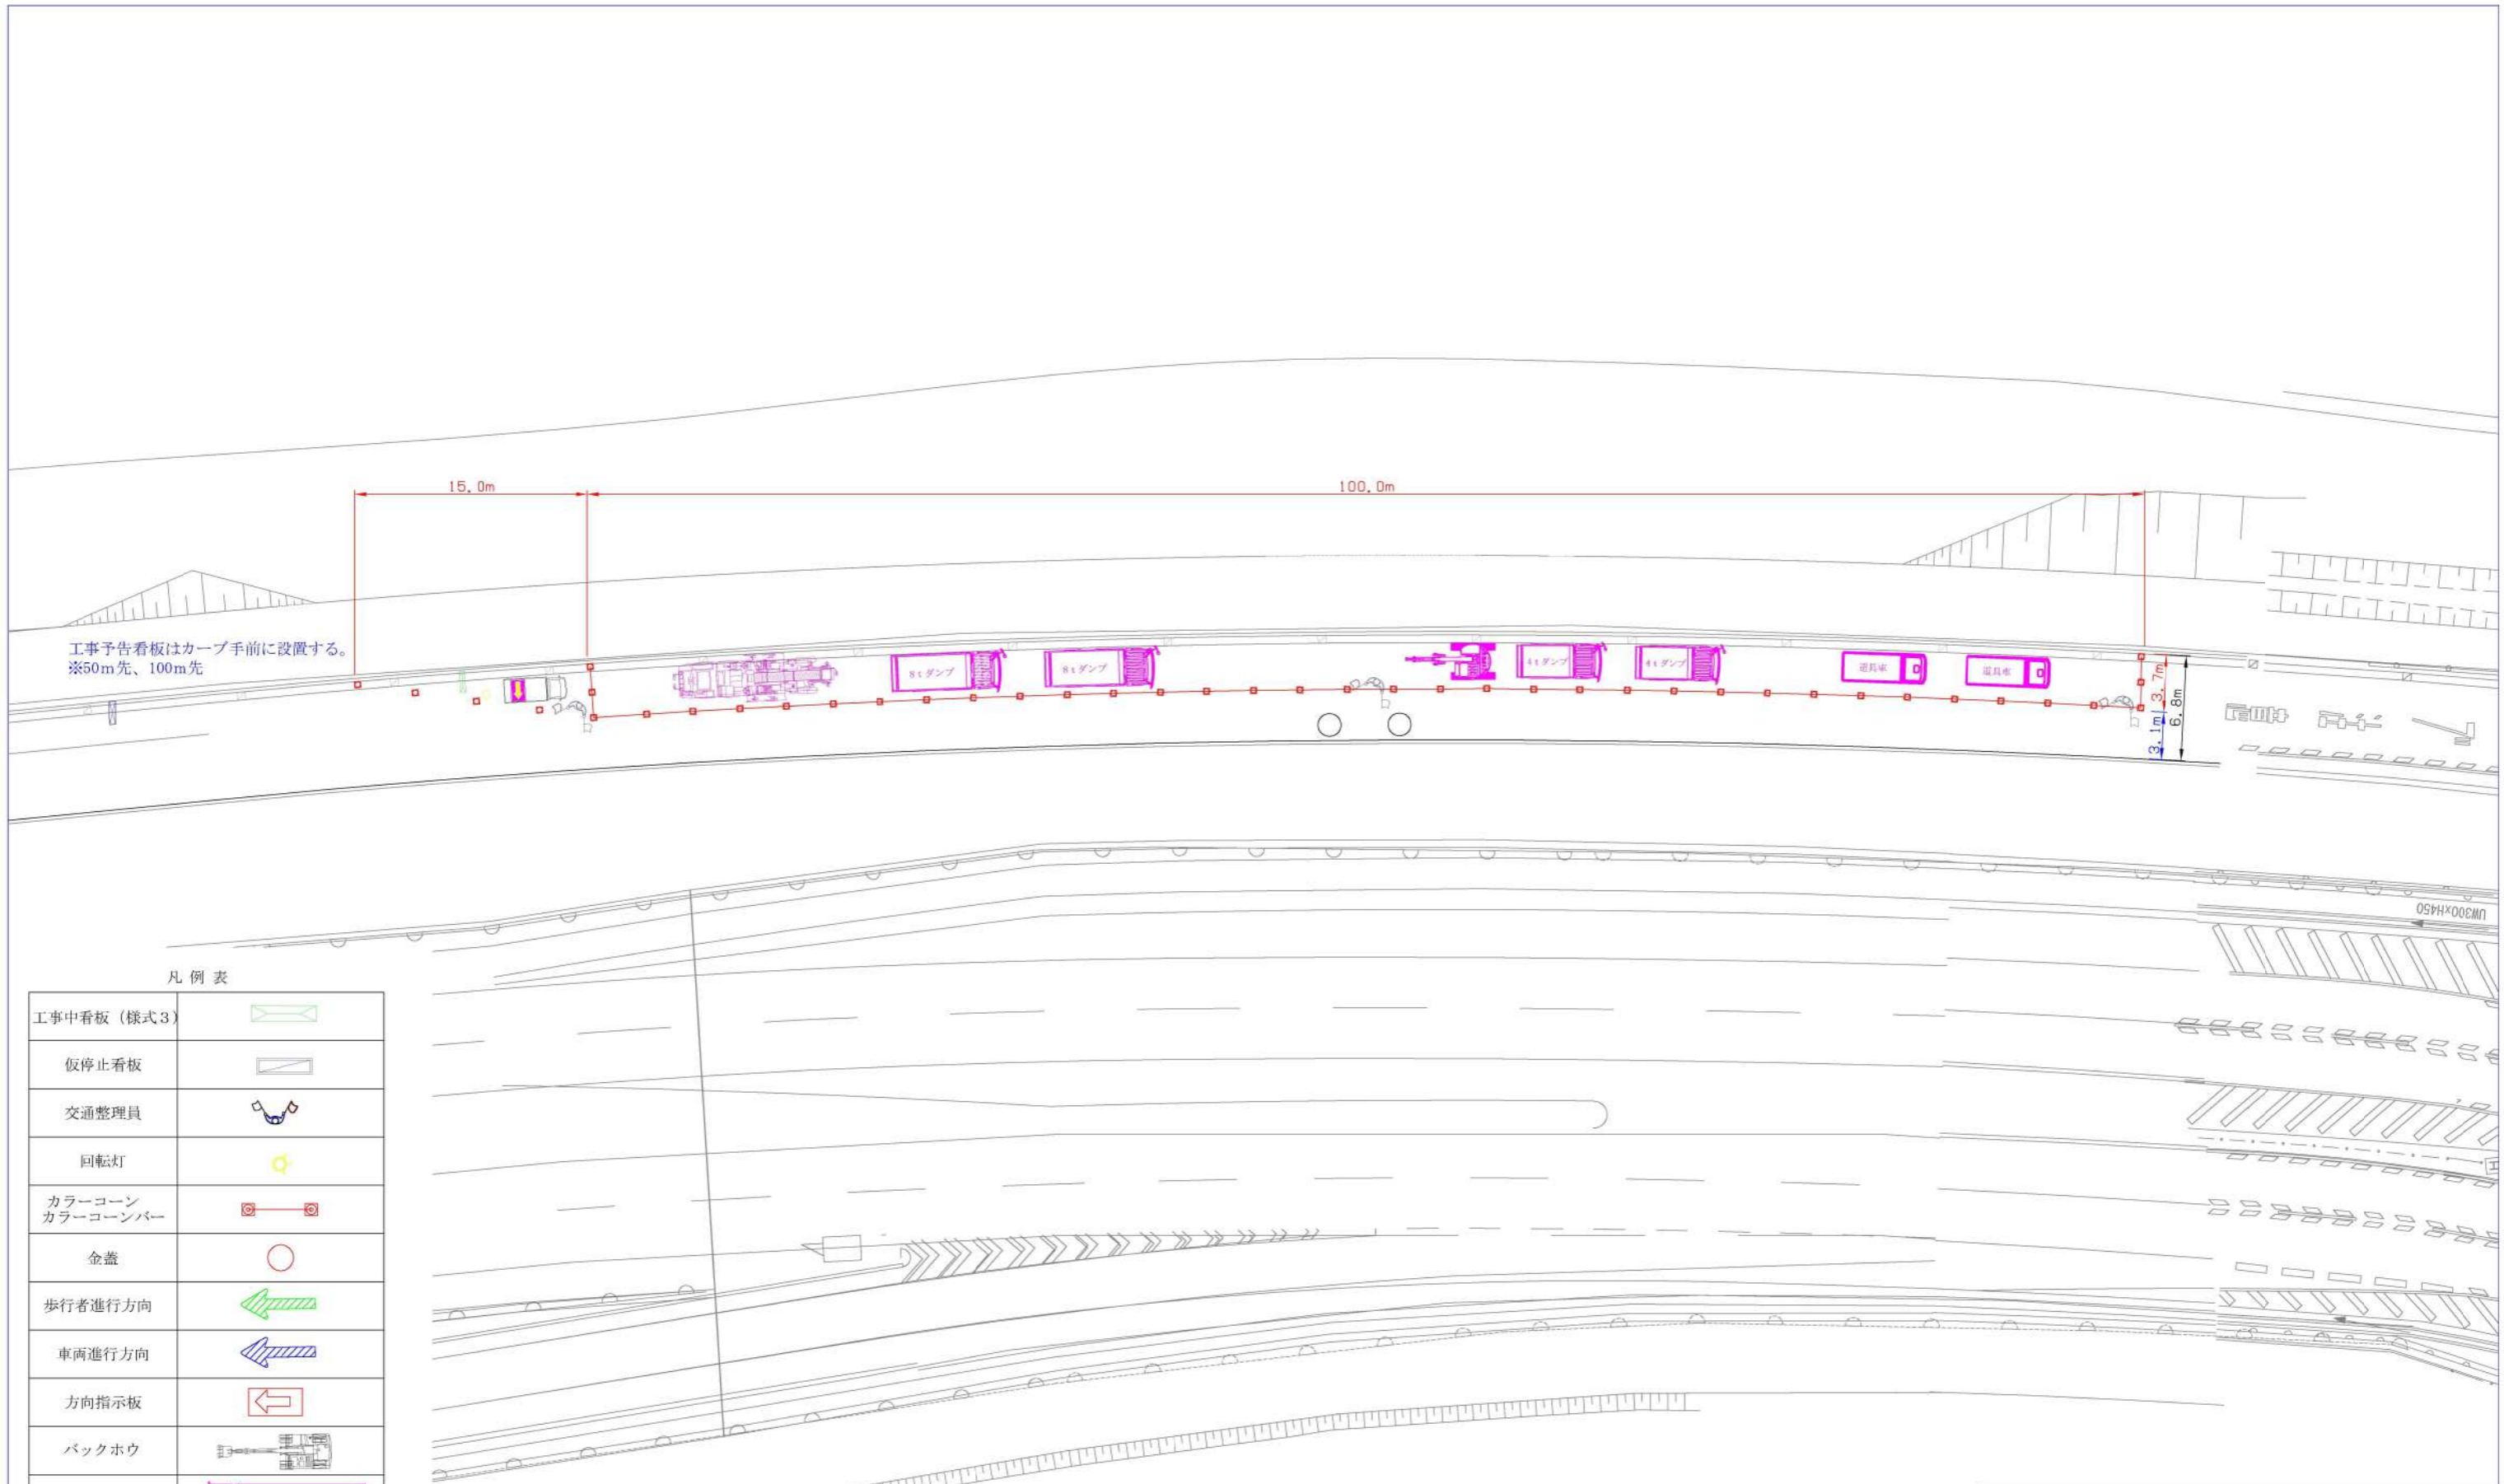 15.0m
100.0m
工事予告看板はカーブ手前に設置する。
※50m先、100m先
8tダンプ
8tダンプ
4tダンプ
4tダンプ
道具車
道具車
3.7m
3.1m
6.8m
UW300xH450
凡例表
工事中看板（様式3）
仮停止看板
交通整理員
回転灯
カラーコーン
カラーコーンバー
金蓋
歩行者進行方向
車両進行方向
方向指示板
バックホウ